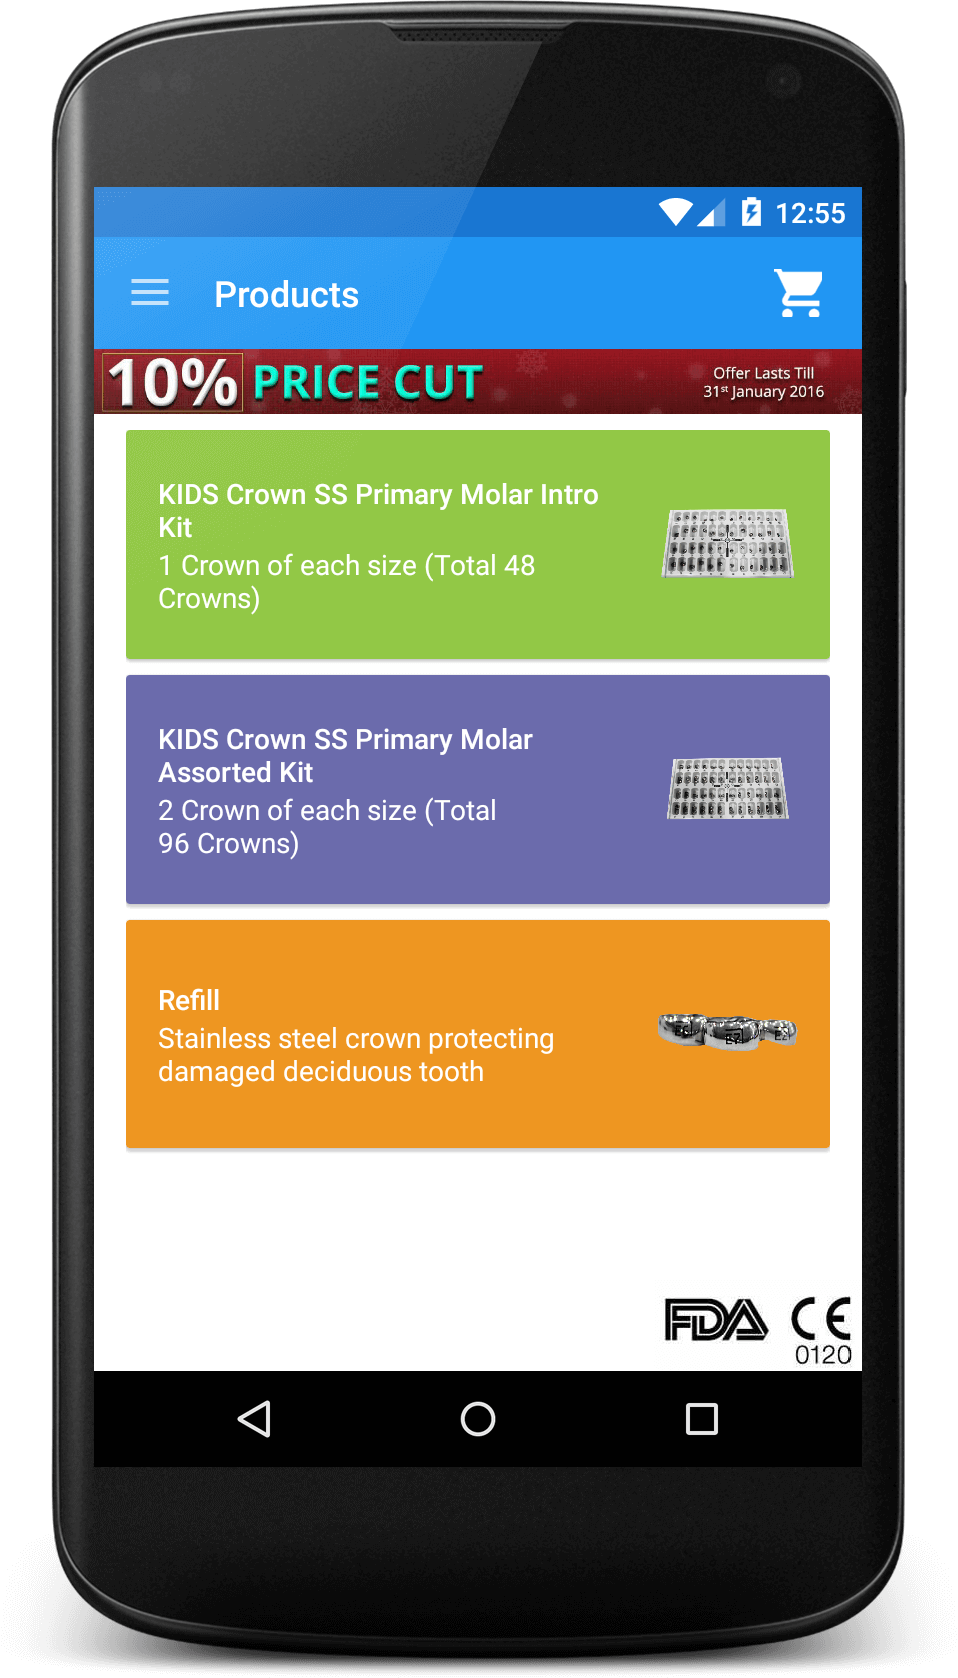 12:55
Products
10% PRICE CUT
Offer Lasts Till
31st January 2016
KIDS Crown SS Primary Molar Intro
Kit
1 Crown of each size (Total 48
Crowns)
KIDS Crown SS Primary Molar
Assorted Kit
2 Crown of each size (Total
96 Crowns)
Refill
Stainless steel crown protecting
damaged deciduous tooth
FDA CE
0120